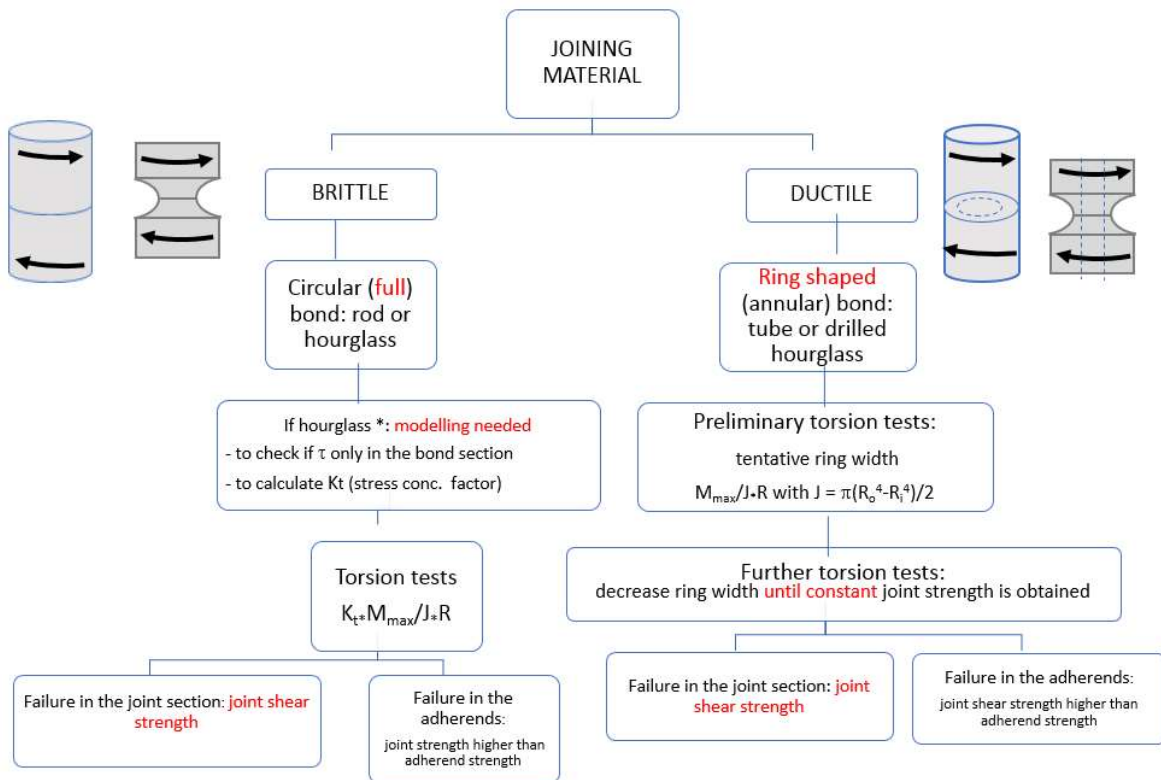 JOINING
MATERIAL
BRITTLE
DUCTILE
Circular (full)
bond: rod or
hourglass
Ring shaped
(annular) bond:
tube or drilled
hourglass
If hourglass *: modelling needed
- to check if τ only in the bond section
- to calculate Kt (stress conc. factor)
Preliminary torsion tests:
tentative ring width
Mmax/J*R with J = π(Ro⁴-Ri⁴)/2
Torsion tests
Kt*Mmax/J*R
Further torsion tests:
decrease ring width until constant joint strength is obtained
Failure in the joint section: joint shear
strength
Failure in the
adherends:
joint strength higher than
adherend strength
Failure in the joint section: joint
shear strength
Failure in the adherends:
joint shear strength higher than
adherend strength